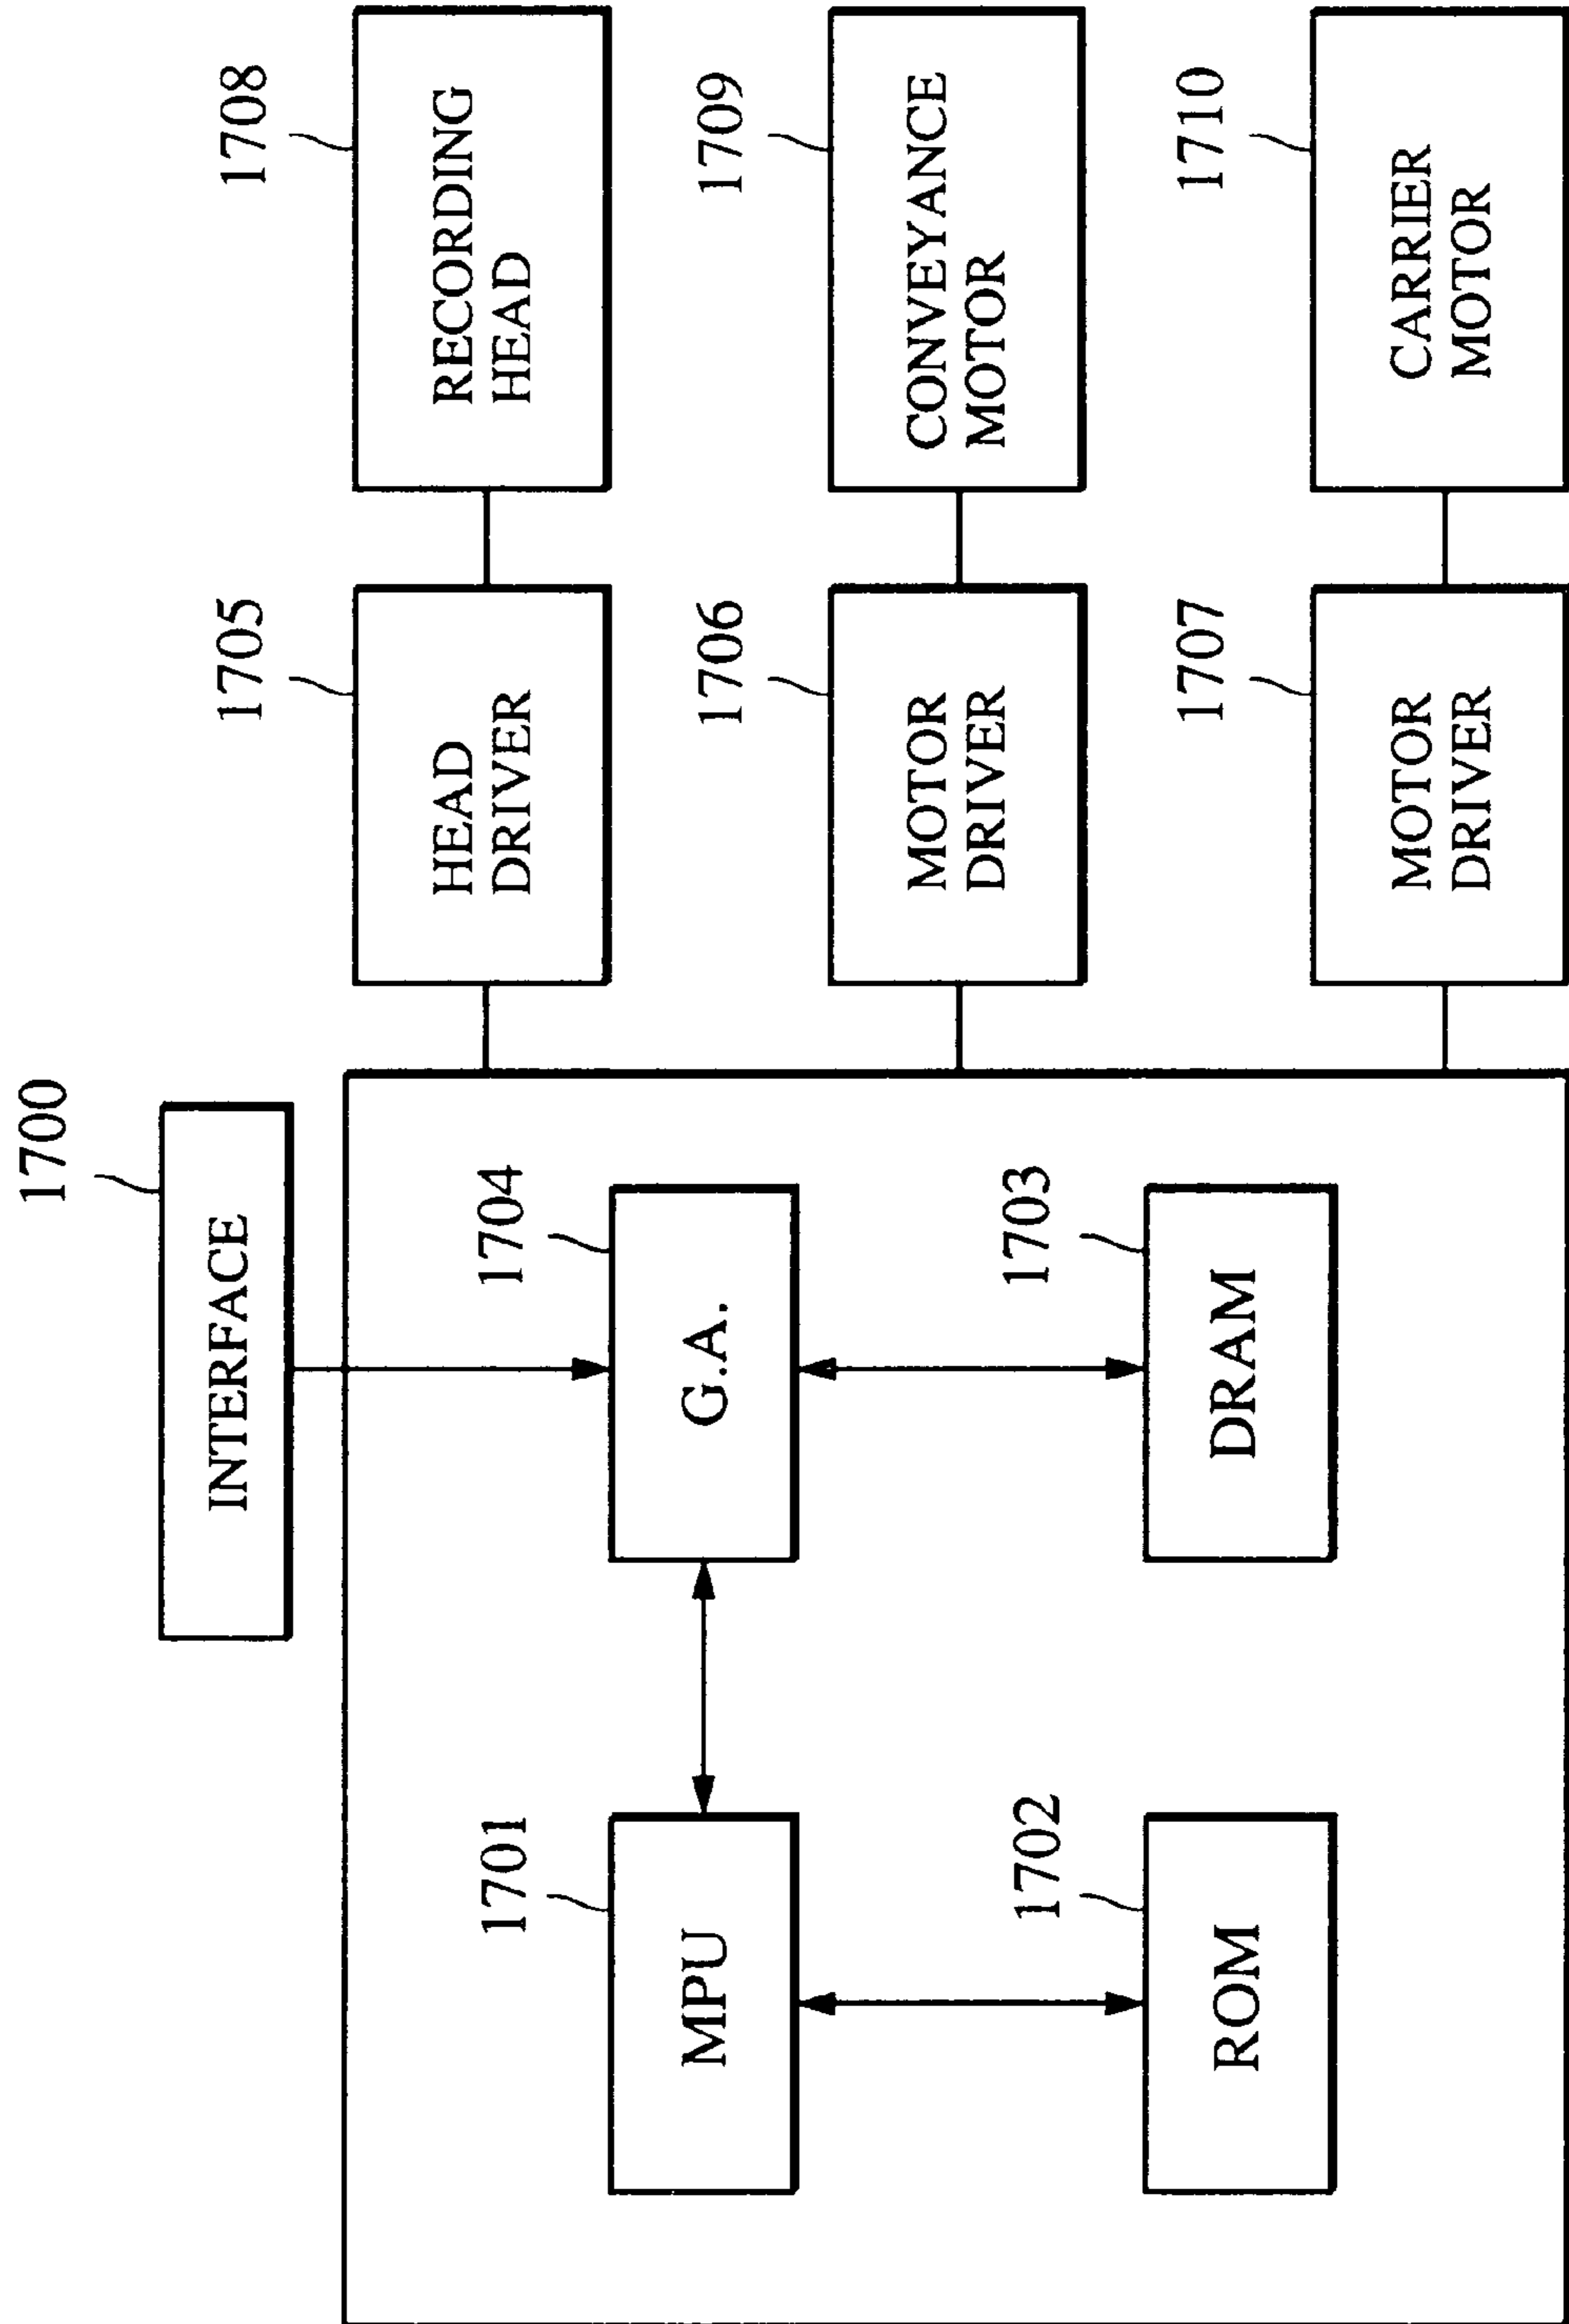 1700
INTERFACE
1701
MPU
1704
G.A.
1702
ROM
1703
DRAM
1705
HEAD
DRIVER
1708
RECORDING
HEAD
1706
MOTOR
DRIVER
1709
CONVEYANCE
MOTOR
1707
MOTOR
DRIVER
1710
CARRIER
MOTOR